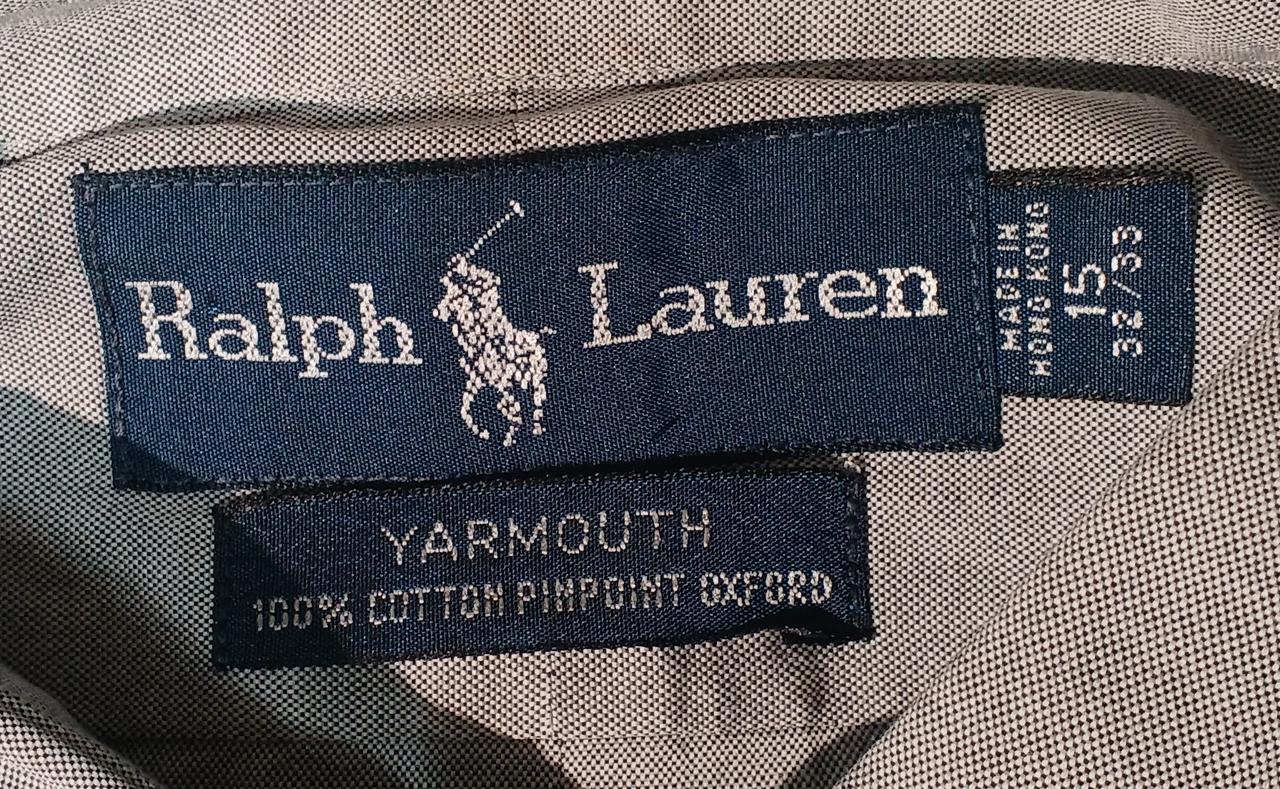 Ralph Lauren
MADE IN
HONG KONG
15
32/33
YARMOUTH
100% COTTON PINPOINT OXFORD